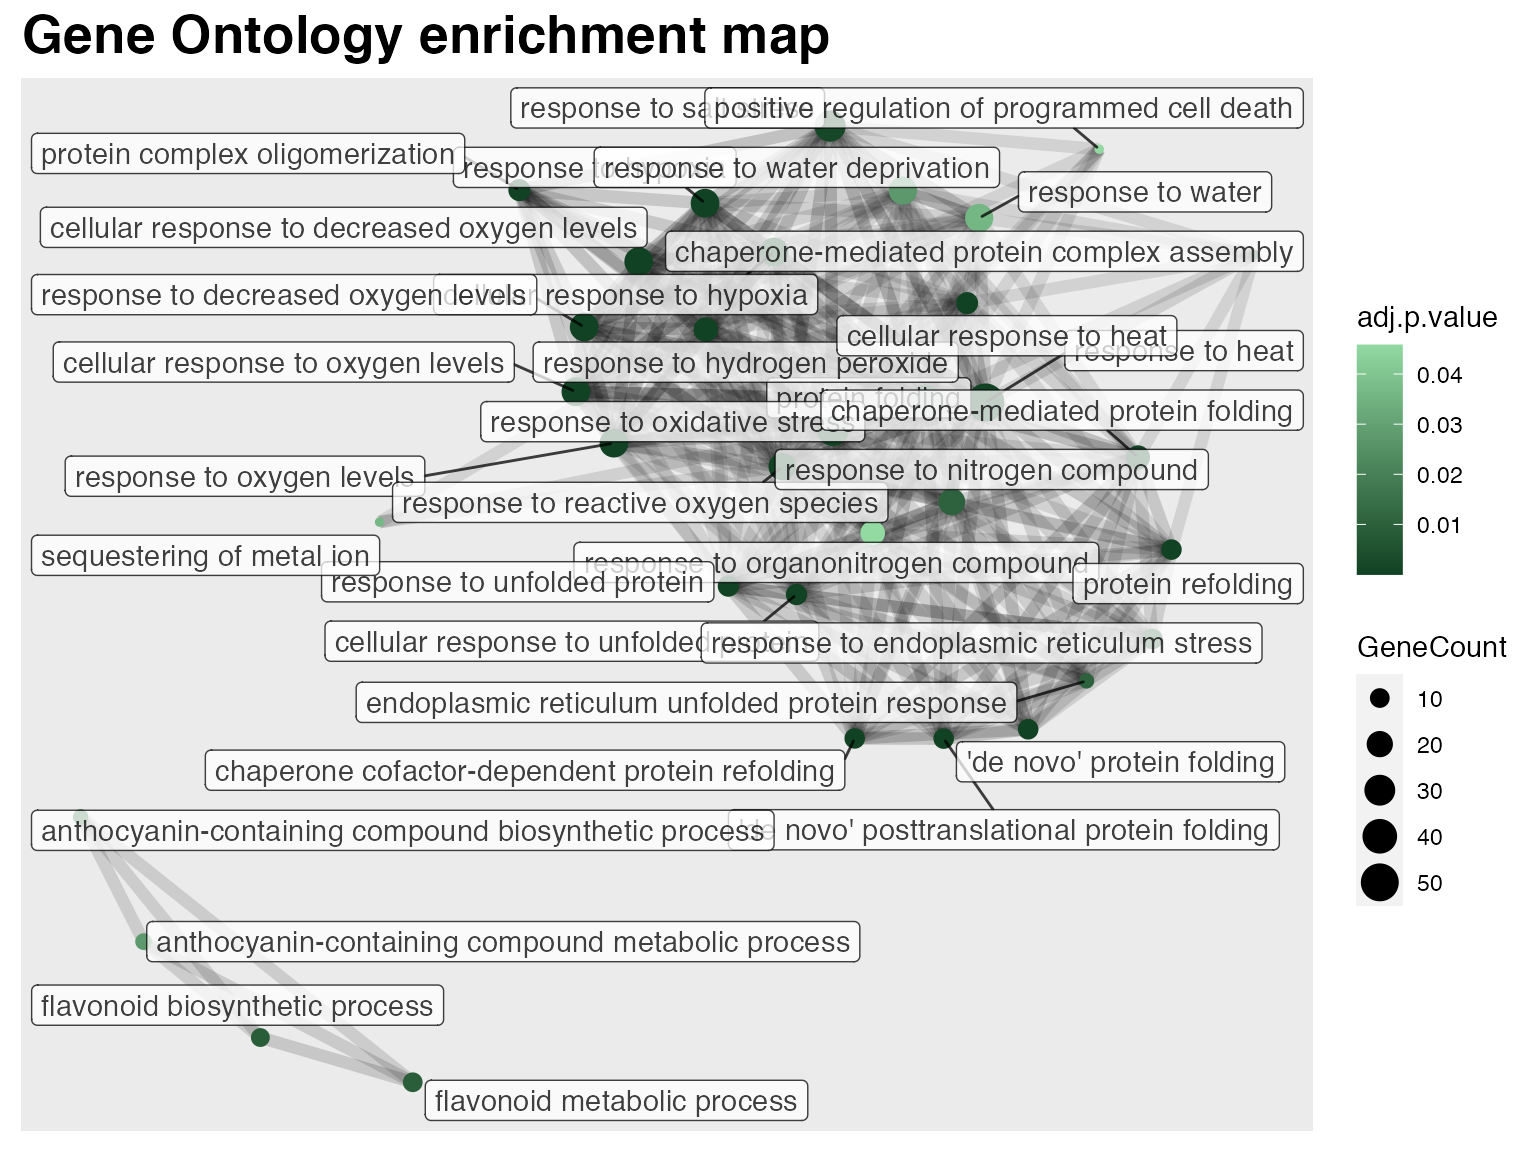 Gene Ontology enrichment map
response to salt stress
positive regulation of programmed cell death
protein complex oligomerization
response to hypoxia
response to water deprivation
response to water
cellular response to decreased oxygen levels
chaperone-mediated protein complex assembly
response to decreased oxygen levels
cellular response to hypoxia
cellular response to heat
response to heat
cellular response to oxygen levels
response to hydrogen peroxide
protein folding
chaperone-mediated protein folding
response to oxidative stress
response to oxygen levels
response to nitrogen compound
response to reactive oxygen species
sequestering of metal ion
response to organonitrogen compound
response to unfolded protein
protein refolding
cellular response to unfolded protein
response to endoplasmic reticulum stress
endoplasmic reticulum unfolded protein response
chaperone cofactor-dependent protein refolding
'de novo' protein folding
anthocyanin-containing compound biosynthetic process
'de novo' posttranslational protein folding
anthocyanin-containing compound metabolic process
flavonoid biosynthetic process
flavonoid metabolic process
adj.p.value
0.04
0.03
0.02
0.01
GeneCount
10
20
30
40
50